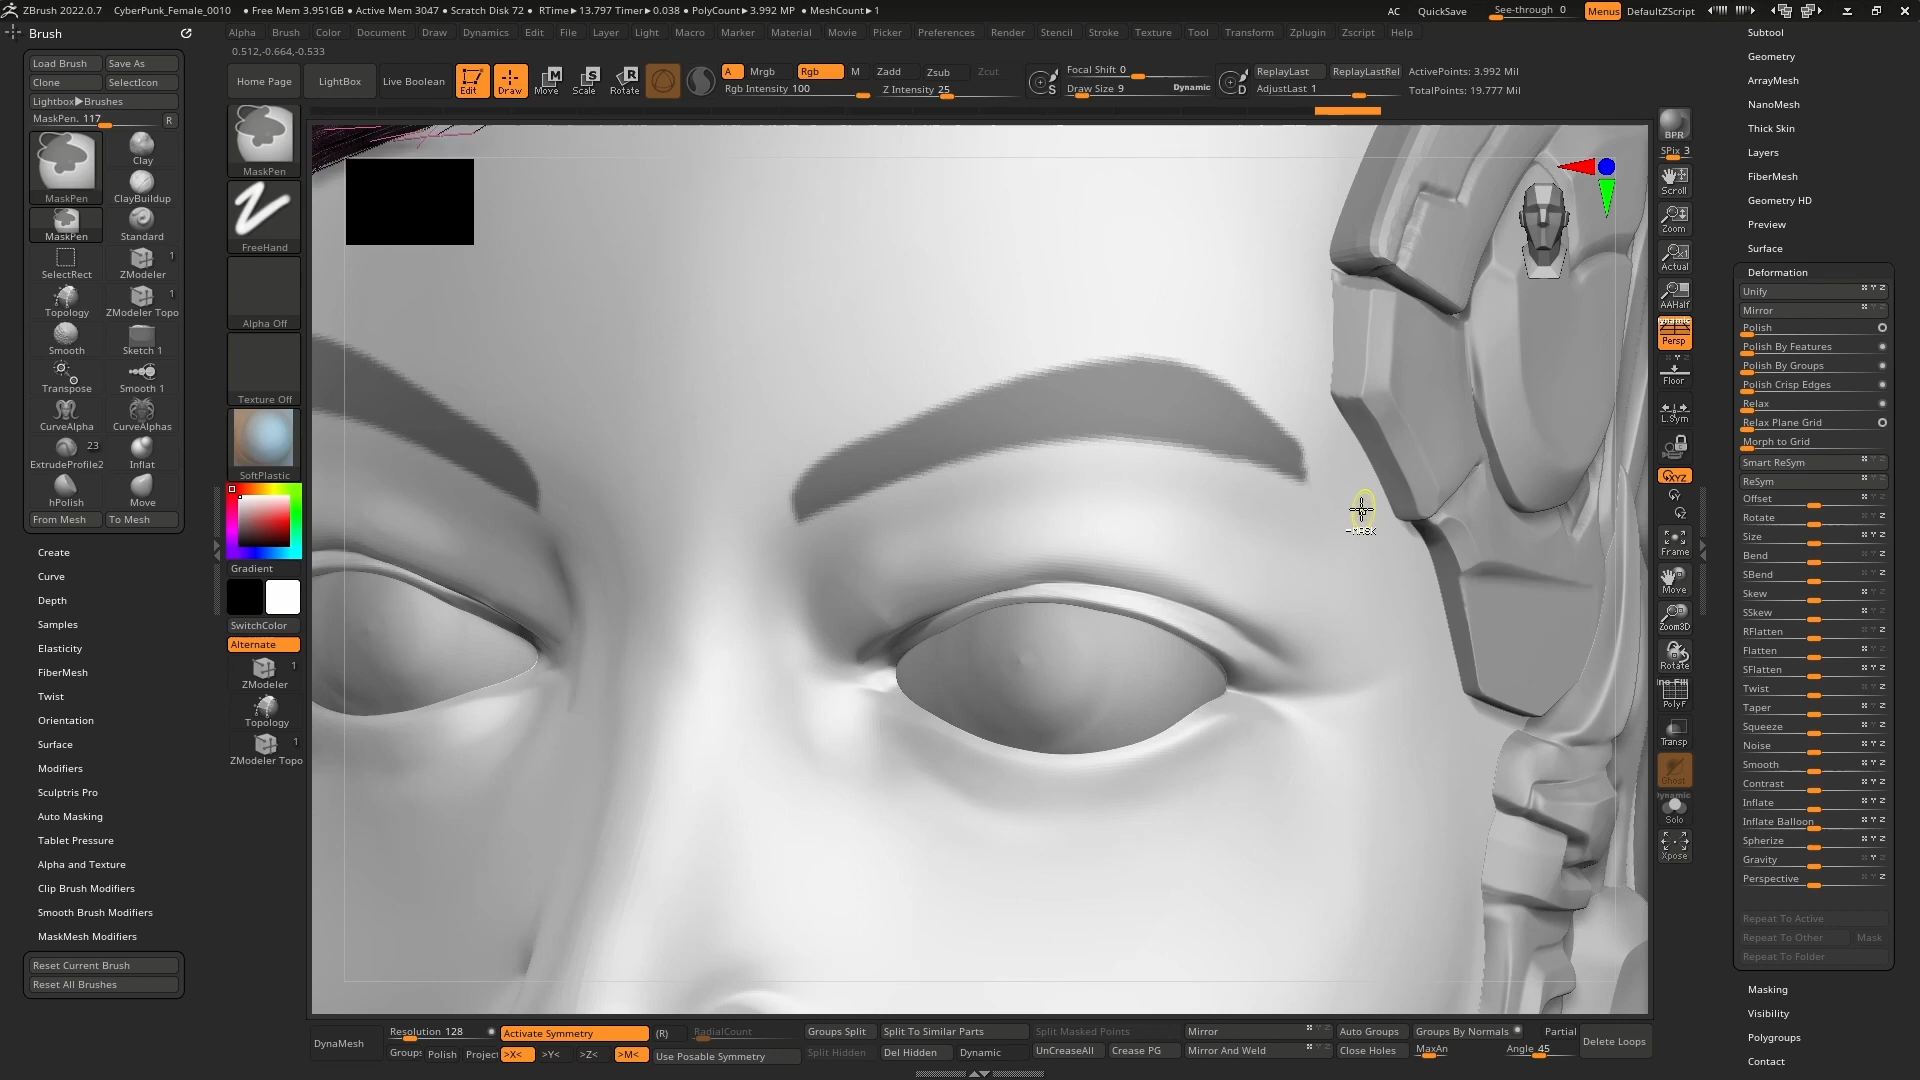 ZBrush 2022.0.7 CyberPunk_Female_0010 • Free Mem 3.951GB • Active Mem 3047 • Scratch Disk 72 • RTime▶13.797 Timer▶0.038 • PolyCount▶3.992 MP • MeshCount▶1 AC QuickSave See-through 0 Menus DefaultZScript
Brush
Alpha Brush Color Document Draw Dynamics Edit File Layer Light Macro Marker Material Movie Picker Preferences Render Stencil Stroke Texture Tool Transform Zplugin Zscript Help
0.512,-0.664,-0.533
Load Brush Save As
Clone SelectIcon
Lightbox▶Brushes
MaskPen. 117 R
MaskPen
Clay
ClayBuildup
MaskPen Standard
SelectRect ZModeler 1
Topology ZModeler Topo 1
Smooth Sketch 1
Transpose Smooth 1
CurveAlpha CurveAlphas
ExtrudeProfile2 23 Inflat
hPolish Move
From Mesh To Mesh
Create
Curve
Depth
Samples
Elasticity
FiberMesh
Twist
Orientation
Surface
Modifiers
Sculptris Pro
Auto Masking
Tablet Pressure
Alpha and Texture
Clip Brush Modifiers
Smooth Brush Modifiers
MaskMesh Modifiers
Reset Current Brush
Reset All Brushes
Home Page LightBox Live Boolean Edit Draw Move Scale Rotate
A Mrgb Rgb M Zadd Zsub Zcut
Rgb Intensity 100 Z Intensity 25
S Focal Shift 0
Draw Size 9 Dynamic
D ReplayLast ReplayLastRel ActivePoints: 3.992 Mil
AdjustLast 1 TotalPoints: 19.777 Mil
MaskPen
FreeHand
Alpha Off
Texture Off
SoftPlastic
Gradient
SwitchColor
Alternate
ZModeler 1
Topology
ZModeler Topo 1
-MASK
BPR
SPix 3
Scroll
Zoom
Actual
AAHalf
Dynamic
Persp
Floor
L.Sym
XYZ
Y
Z
Frame
Move
Zoom3D
Rotate
PolyF
Transp
Ghost
Dynamic
Solo
Xpose
Subtool
Geometry
ArrayMesh
NanoMesh
Thick Skin
Layers
FiberMesh
Geometry HD
Preview
Surface
Deformation
Unify
Mirror
Polish
Polish By Features
Polish By Groups
Polish Crisp Edges
Relax
Relax Plane Grid
Morph to Grid
Smart ReSym
ReSym
Offset
Rotate
Size
Bend
SBend
Skew
SSkew
RFlatten
Flatten
SFlatten
Twist
Taper
Squeeze
Noise
Smooth
Contrast
Inflate
Inflate Balloon
Spherize
Gravity
Perspective
Repeat To Active
Repeat To Other Mask
Repeat To Folder
Masking
Visibility
Polygroups
Contact
DynaMesh
Resolution 128 Activate Symmetry (R) RadialCount Groups Split Split To Similar Parts Split Masked Points Mirror Auto Groups Groups By Normals Partial Delete Loops
Groups Polish Project >X< >Y< >Z< >M< Use Posable Symmetry Split Hidden Del Hidden Dynamic UnCreaseAll Crease PG Mirror And Weld Close Holes MaxAn Angle 45